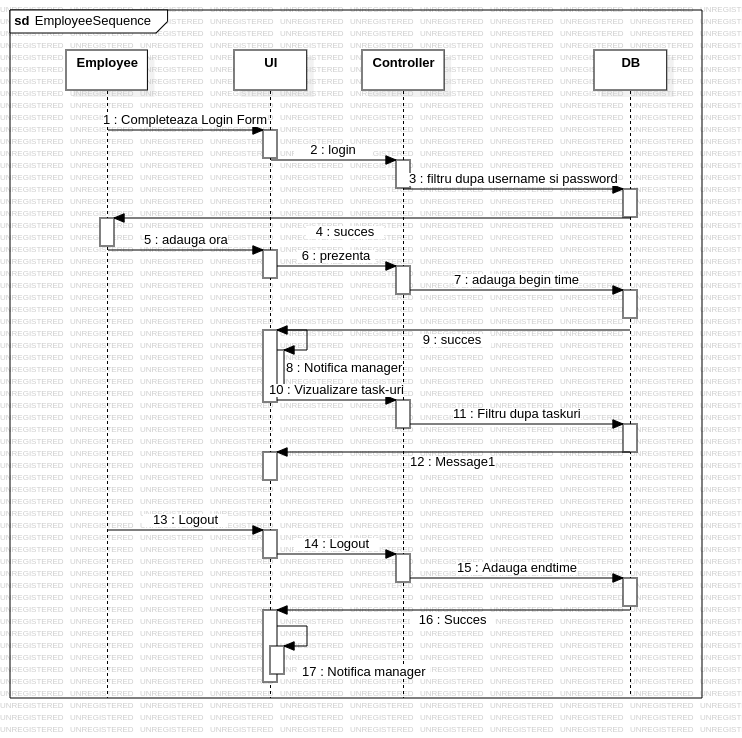 sd EmployeeSequence
Employee
UI
Controller
DB
1 : Completeaza Login Form
2 : login
3 : filtru dupa username si password
4 : succes
5 : adauga ora
6 : prezenta
7 : adauga begin time
9 : succes
8 : Notifica manager
10 : Vizualizare task-uri
11 : Filtru dupa taskuri
12 : Message1
13 : Logout
14 : Logout
15 : Adauga endtime
16 : Succes
17 : Notifica manager
UNREGISTERED